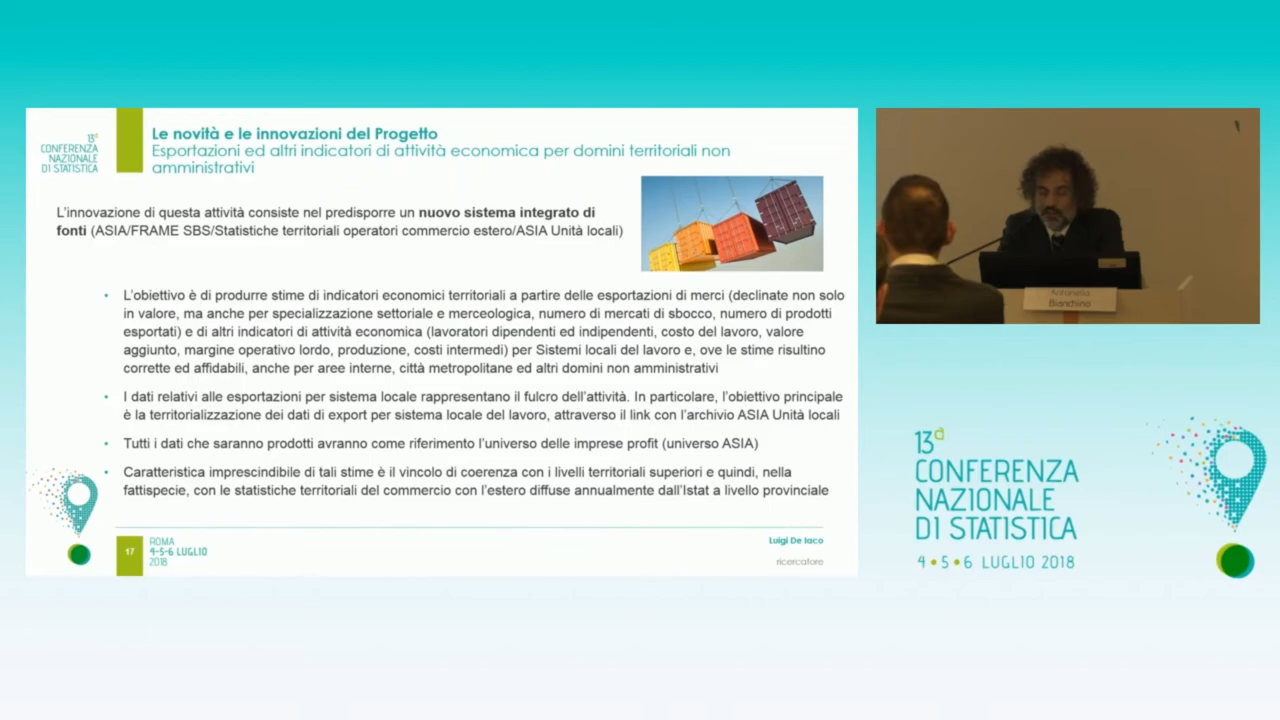 13a
CONFERENZA
NAZIONALE
DI STATISTICA
Le novità e le innovazioni del Progetto
Esportazioni ed altri indicatori di attività economica per domini territoriali non
amministrativi
L'innovazione di questa attività consiste nel predisporre un nuovo sistema integrato di
fonti (ASIA/FRAME SBS/Statistiche territoriali operatori commercio estero/ASIA Unità locali)
• L'obiettivo è di produrre stime di indicatori economici territoriali a partire delle esportazioni di merci (declinate non solo
in valore, ma anche per specializzazione settoriale e merceologica, numero di mercati di sbocco, numero di prodotti
esportati) e di altri indicatori di attività economica (lavoratori dipendenti ed indipendenti, costo del lavoro, valore
aggiunto, margine operativo lordo, produzione, costi intermedi) per Sistemi locali del lavoro e, ove le stime risultino
corrette ed affidabili, anche per aree interne, città metropolitane ed altri domini non amministrativi
• I dati relativi alle esportazioni per sistema locale rappresentano il fulcro dell'attività. In particolare, l'obiettivo principale
è la territorializzazione dei dati di export per sistema locale del lavoro, attraverso il link con l'archivio ASIA Unità locali
• Tutti i dati che saranno prodotti avranno come riferimento l'universo delle imprese profit (universo ASIA)
• Caratteristica imprescindibile di tali stime è il vincolo di coerenza con i livelli territoriali superiori e quindi, nella
fattispecie, con le statistiche territoriali del commercio con l'estero diffuse annualmente dall'Istat a livello provinciale
17
ROMA
4-5-6 LUGLIO
2018
Luigi De Iaco
ricercatore
Antonella
Bianchino
13a
CONFERENZA
NAZIONALE
DI STATISTICA
4 • 5 • 6 LUGLIO 2018